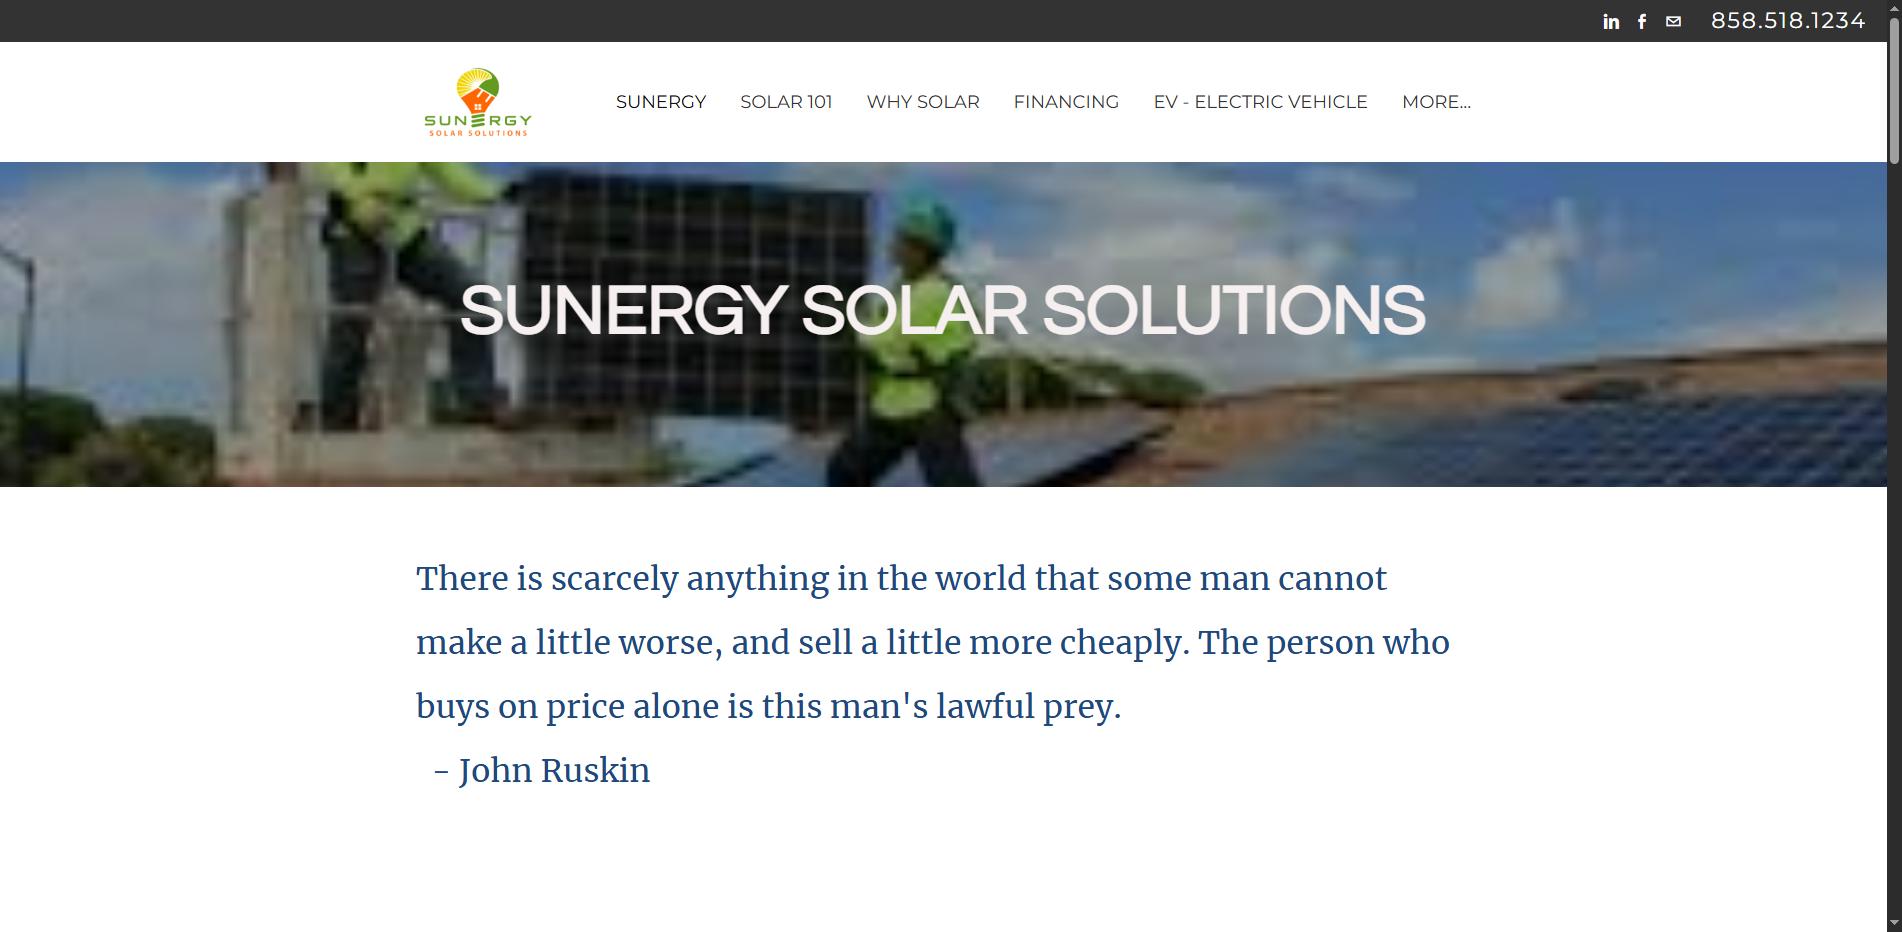 858.518.1234
SUNERGY
SOLAR SOLUTIONS
SUNERGY SOLAR 101 WHY SOLAR FINANCING EV - ELECTRIC VEHICLE MORE...
SUNERGY SOLAR SOLUTIONS
There is scarcely anything in the world that some man cannot
make a little worse, and sell a little more cheaply. The person who
buys on price alone is this man's lawful prey.
- John Ruskin